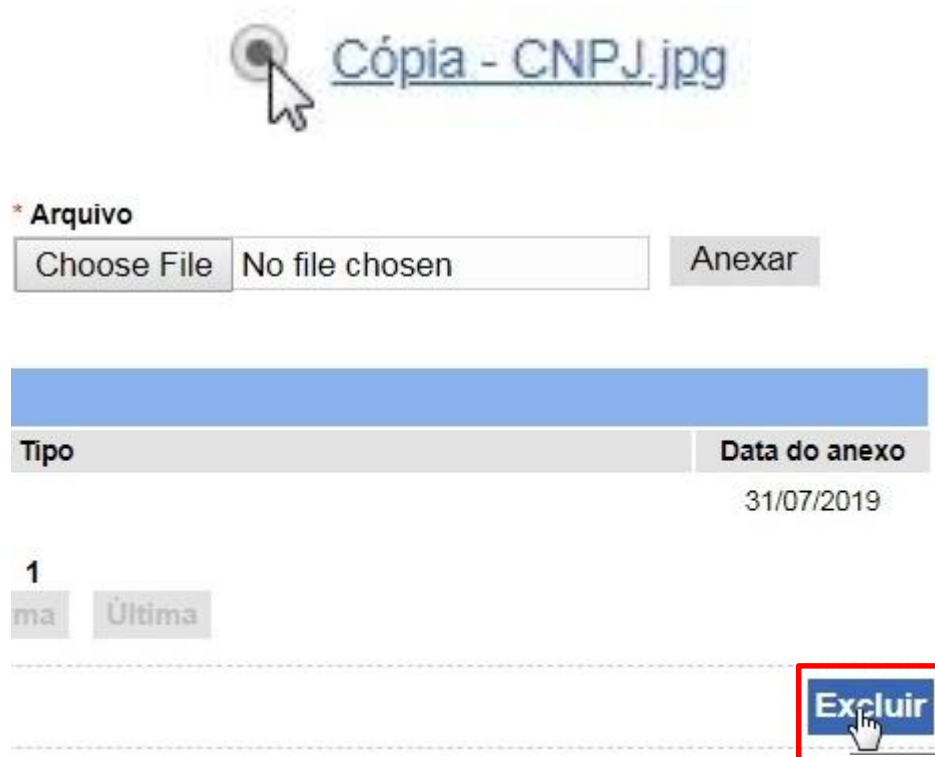 Cópia - CNPJ.jpg
* Arquivo
Choose File No file chosen Anexar
Tipo Data do anexo
31/07/2019
1
ma Última
Excluir